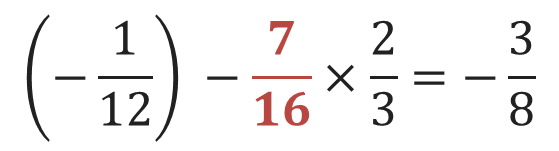 (−1/12) − 7/16 × 2/3 = −3/8